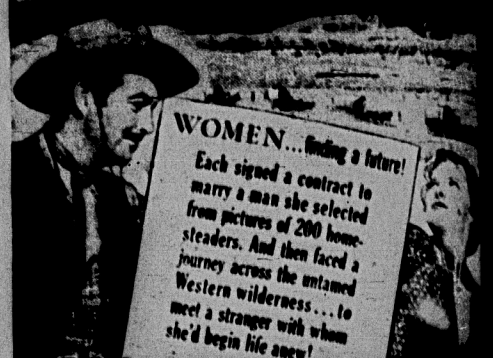 WOMEN...finding a future!
Each signed a contract to
marry a man she selected
from pictures of 200 home-
steaders. And then faced a
journey across the untamed
Western wilderness...to
meet a stranger with whom
she'd begin life anew!